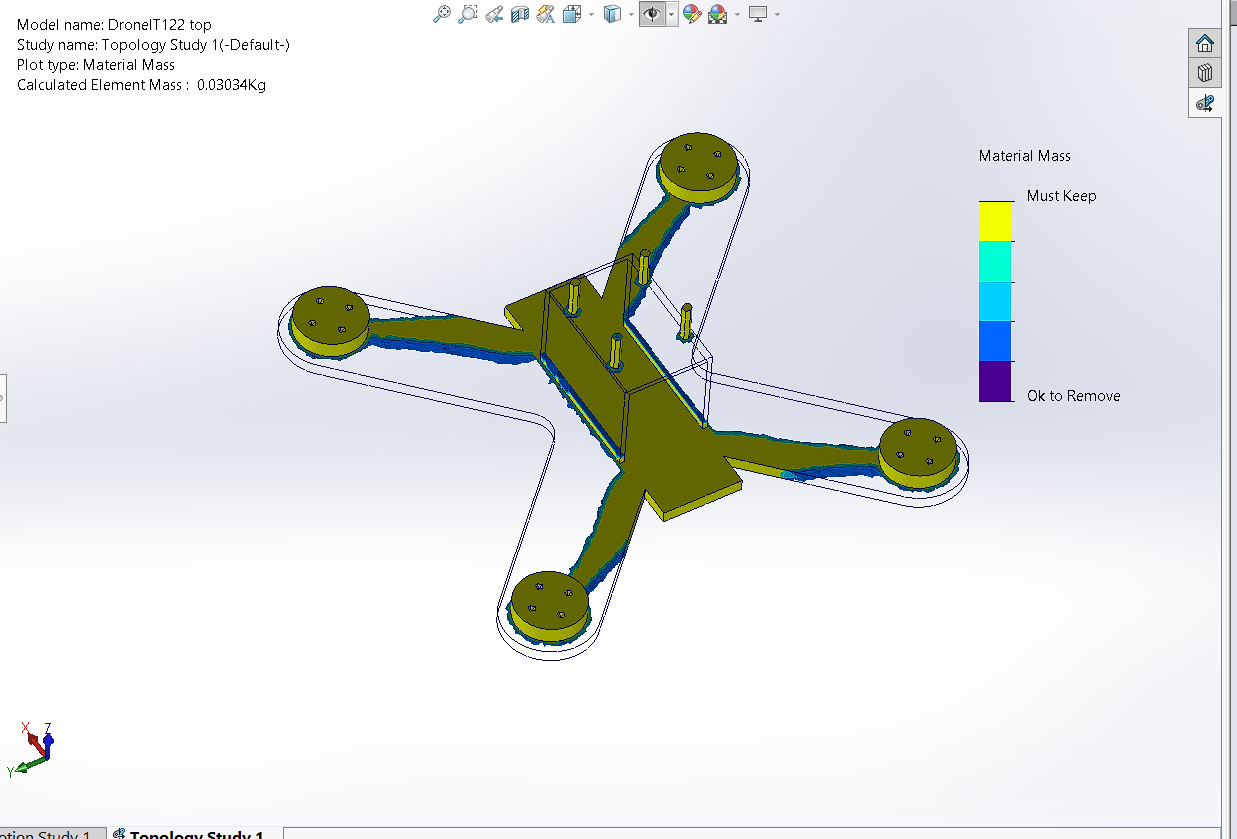 Model name: DroneIT122 top
Study name: Topology Study 1(-Default-)
Plot type: Material Mass
Calculated Element Mass : 0.03034Kg
Material Mass
Must Keep
Ok to Remove
X
Z
Y
otion Study 1
Topology Study 1